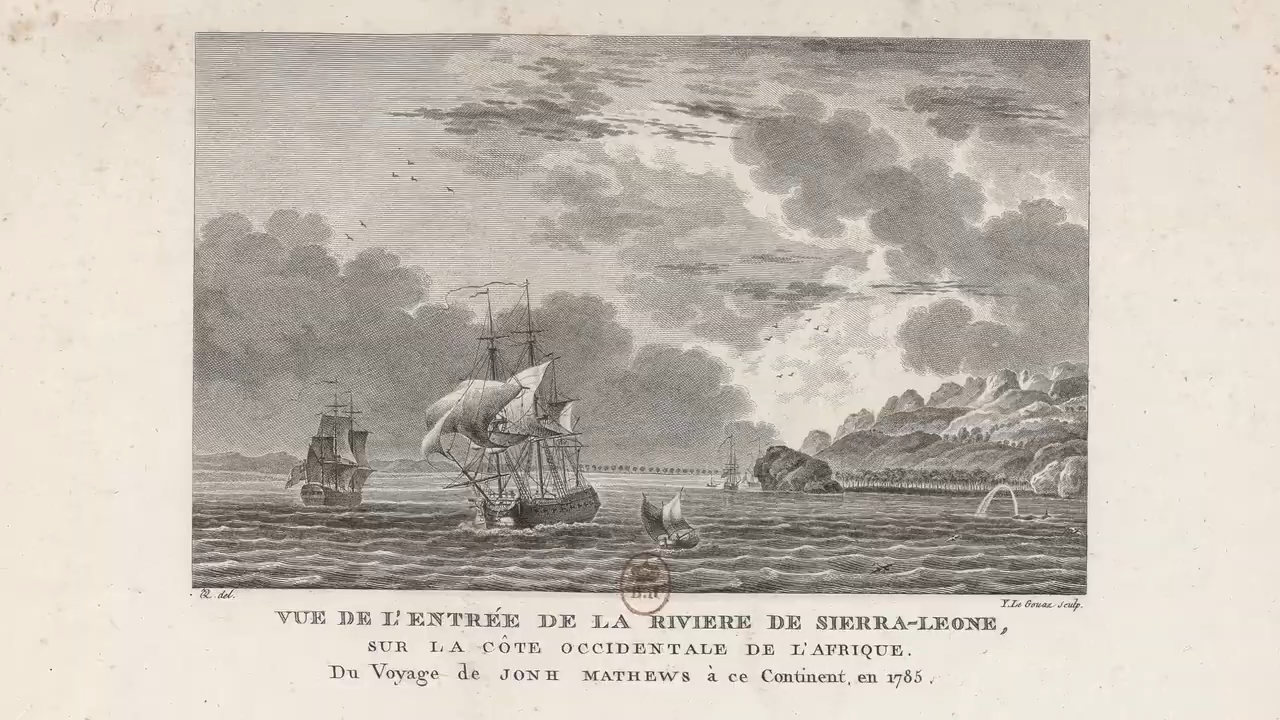 del.
Y. Le Gouaz sculp.
VUE DE L'ENTRÉE DE LA RIVIERE DE SIERRA-LEONE,
SUR LA CÔTE OCCIDENTALE DE L'AFRIQUE.
Du Voyage de JONH MATHEWS à ce Continent, en 1785.